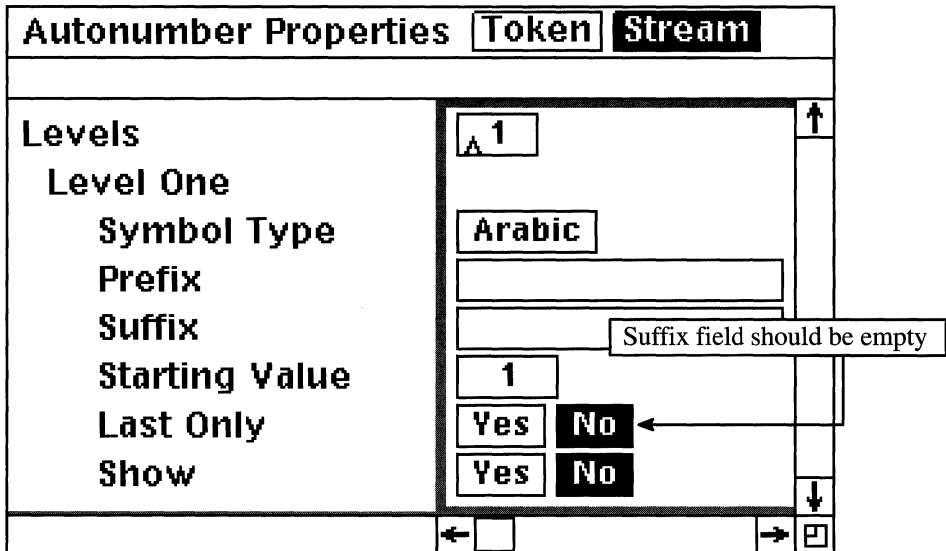 Autonumber Properties Token Stream
Levels 1
Level One
Symbol Type Arabic
Prefix
Suffix
Suffix field should be empty
Starting Value 1
Last Only Yes No
Show Yes No